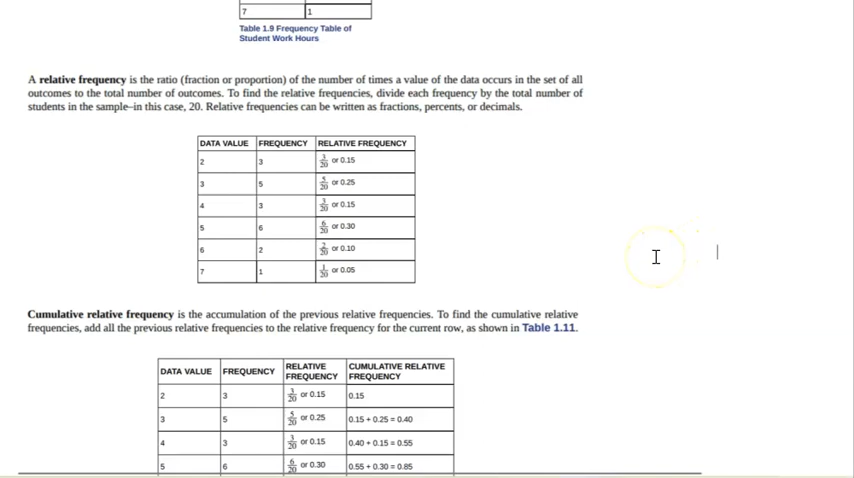 7 1
Table 1.9 Frequency Table of
Student Work Hours
A relative frequency is the ratio (fraction or proportion) of the number of times a value of the data occurs in the set of all
outcomes to the total number of outcomes. To find the relative frequencies, divide each frequency by the total number of
students in the sample–in this case, 20. Relative frequencies can be written as fractions, percents, or decimals.
DATA VALUE FREQUENCY RELATIVE FREQUENCY
2 3 3/20 or 0.15
3 5 5/20 or 0.25
4 3 3/20 or 0.15
5 6 6/20 or 0.30
6 2 2/20 or 0.10
7 1 1/20 or 0.05
Cumulative relative frequency is the accumulation of the previous relative frequencies. To find the cumulative relative
frequencies, add all the previous relative frequencies to the relative frequency for the current row, as shown in Table 1.11.
DATA VALUE FREQUENCY RELATIVE FREQUENCY CUMULATIVE RELATIVE FREQUENCY
2 3 3/20 or 0.15 0.15
3 5 5/20 or 0.25 0.15 + 0.25 = 0.40
4 3 3/20 or 0.15 0.40 + 0.15 = 0.55
5 6 6/20 or 0.30 0.55 + 0.30 = 0.85